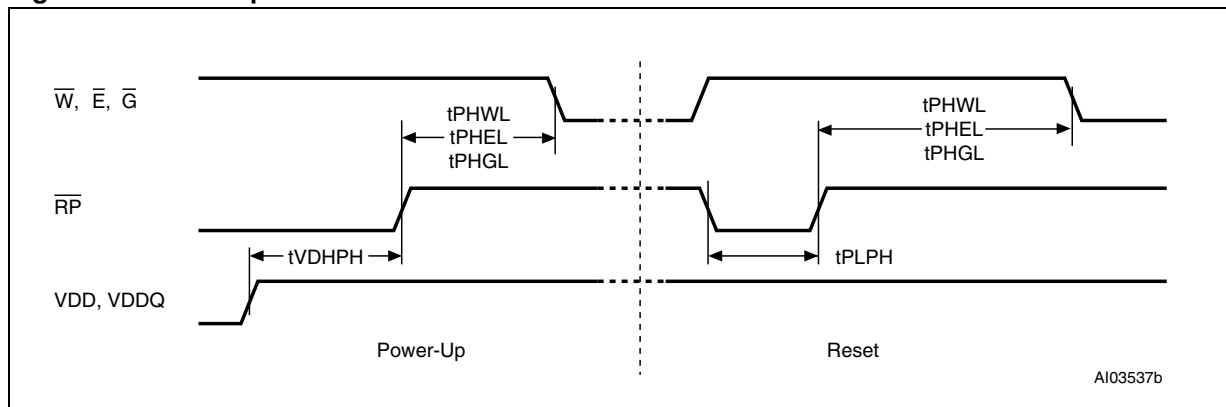 W, E, G
tPHWL
tPHEL
tPHGL
tPHWL
tPHEL
tPHGL
RP
tVDHPH
tPLPH
VDD, VDDQ
Power-Up
Reset
AI03537b